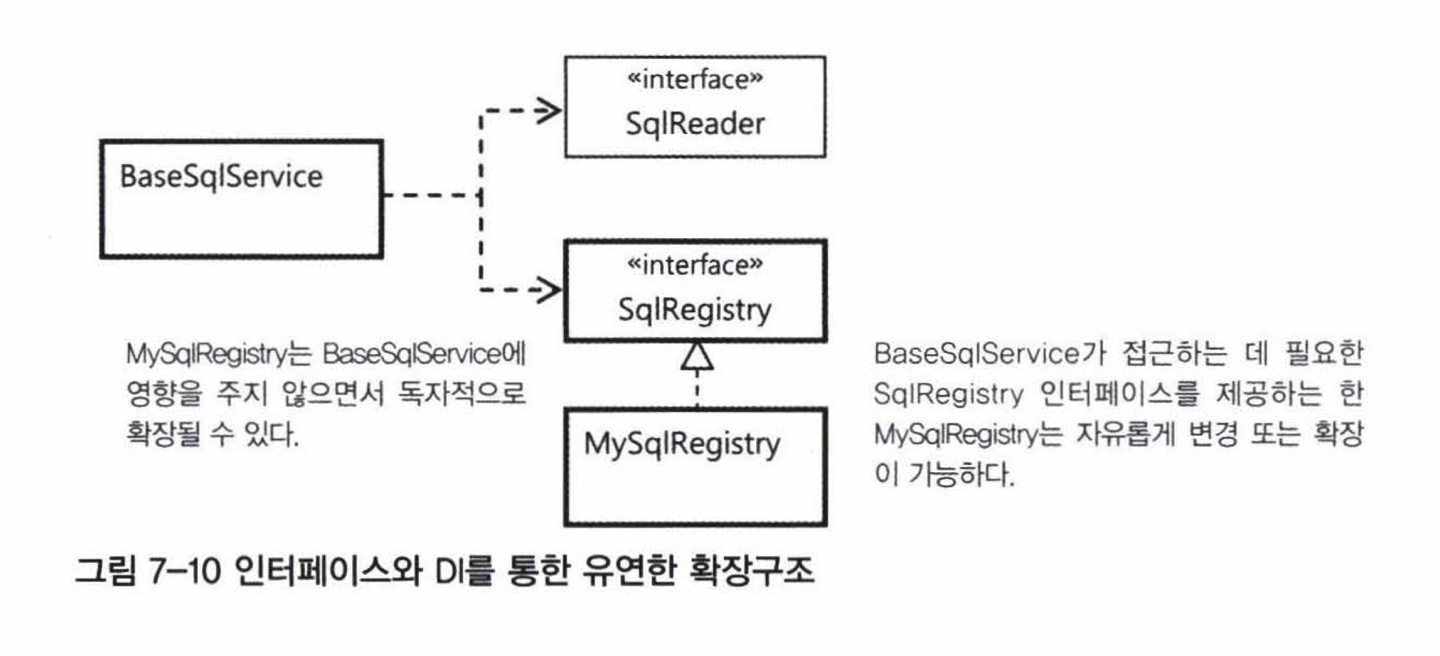 «interface»
SqlReader
BaseSqlService
«interface»
SqlRegistry
MySqlRegistry는 BaseSqlService에
영향을 주지 않으면서 독자적으로
확장될 수 있다.
BaseSqlService가 접근하는 데 필요한
SqlRegistry 인터페이스를 제공하는 한
MySqlRegistry는 자유롭게 변경 또는 확장
이 가능하다.
MySqlRegistry
그림 7-10 인터페이스와 DI를 통한 유연한 확장구조